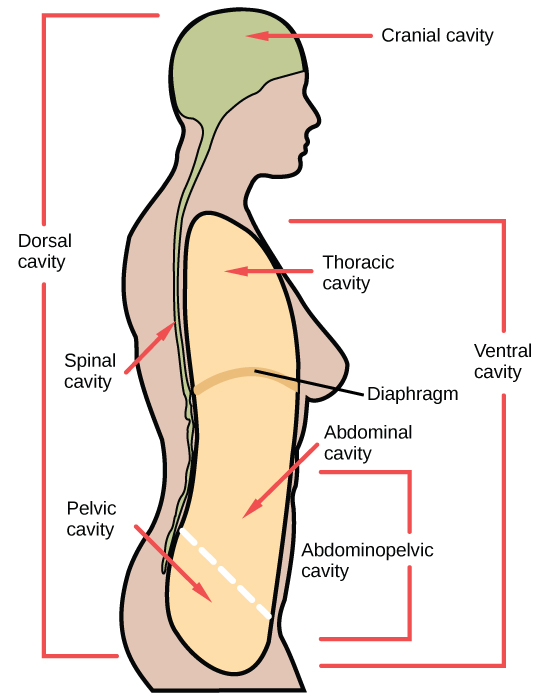 Cranial cavity
Dorsal
cavity
Thoracic
cavity
Spinal
cavity
Ventral
cavity
Diaphragm
Abdominal
cavity
Pelvic
cavity
Abdominopelvic
cavity